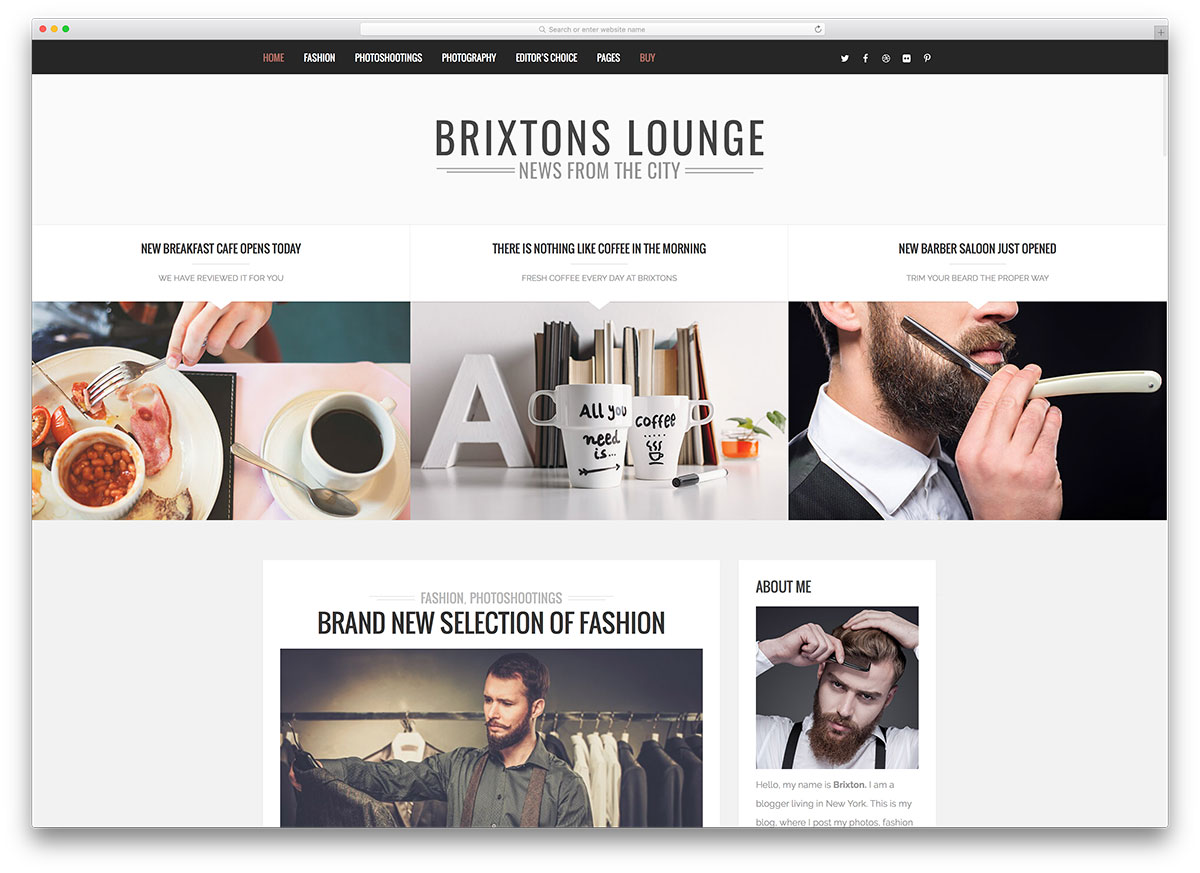 Search or enter website name
HOME FASHION PHOTOSHOOTINGS PHOTOGRAPHY EDITOR'S CHOICE PAGES BUY
BRIXTONS LOUNGE
NEWS FROM THE CITY
NEW BREAKFAST CAFE OPENS TODAY
WE HAVE REVIEWED IT FOR YOU
THERE IS NOTHING LIKE COFFEE IN THE MORNING
FRESH COFFEE EVERY DAY AT BRIXTONS
NEW BARBER SALOON JUST OPENED
TRIM YOUR BEARD THE PROPER WAY
A
All you
need
is...
coffee
FASHION, PHOTOSHOOTINGS
BRAND NEW SELECTION OF FASHION
ABOUT ME
Hello, my name is Brixton. I am a
blogger living in New York. This is my
blog, where I post my photos, fashion